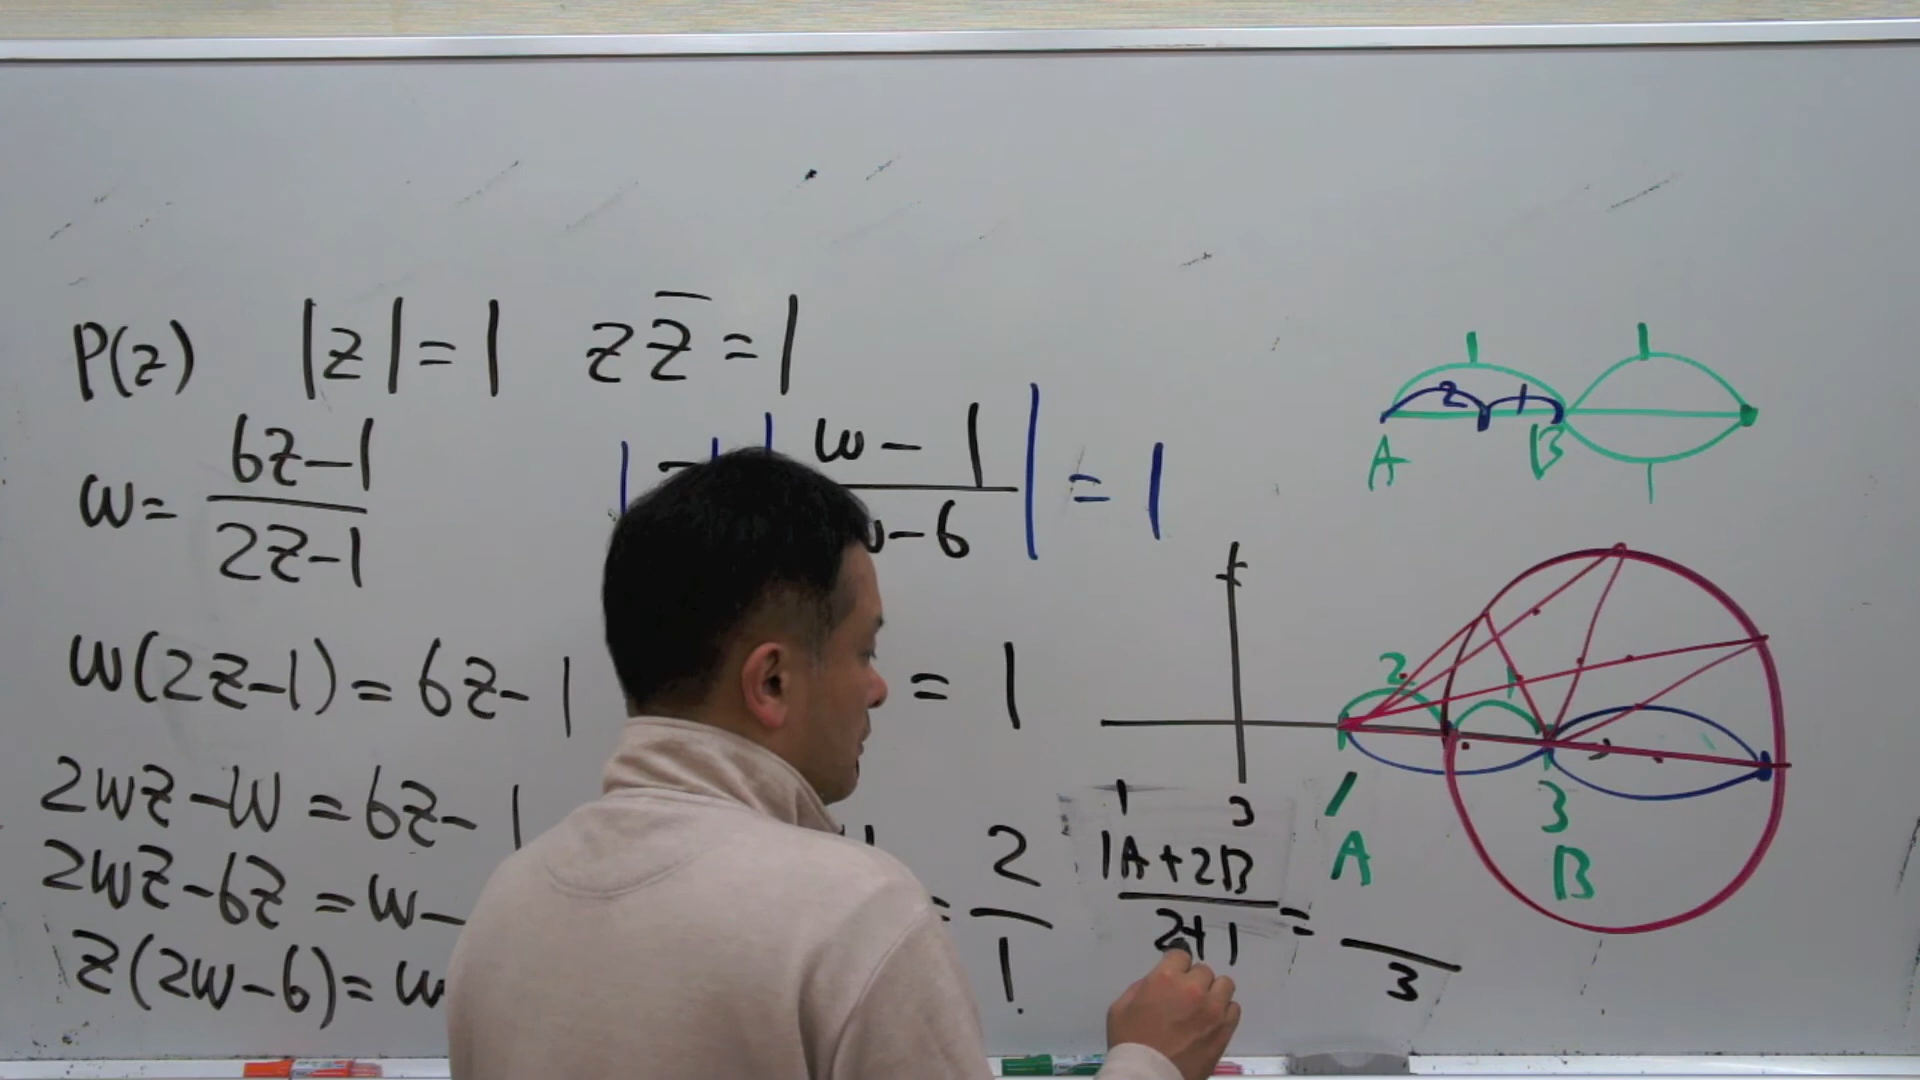 P(z) |z| = 1 zz̄ = 1
w = (6z-1)/(2z-1)
w - 1
-6 | = 1
w(2z-1) = 6z-1
= 1
2wz - w = 6z - 1
2wz - 6z = w -
z(2w-6) = w
= 2/1
1 3
(1A+2B)/(2+1) = /3
1 1
2 1
A B
1
2 1
1 3
A B